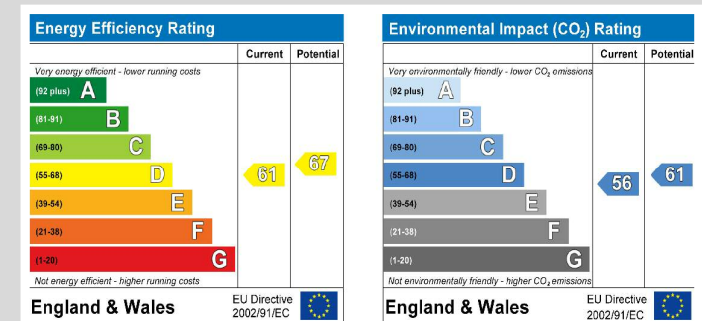 Energy Efficiency Rating
Current Potential
Very energy efficient - lower running costs
(92 plus) A
(81-91) B
(69-80) C
(55-68) D
(39-54) E
(21-38) F
(1-20) G
61
67
Not energy efficient - higher running costs
England & Wales
EU Directive
2002/91/EC
Environmental Impact (CO₂) Rating
Current Potential
Very environmentally friendly - lower CO₂ emissions
(92 plus) A
(81-91) B
(69-80) C
(55-68) D
(39-54) E
(21-38) F
(1-20) G
56
61
Not environmentally friendly - higher CO₂ emissions
England & Wales
EU Directive
2002/91/EC